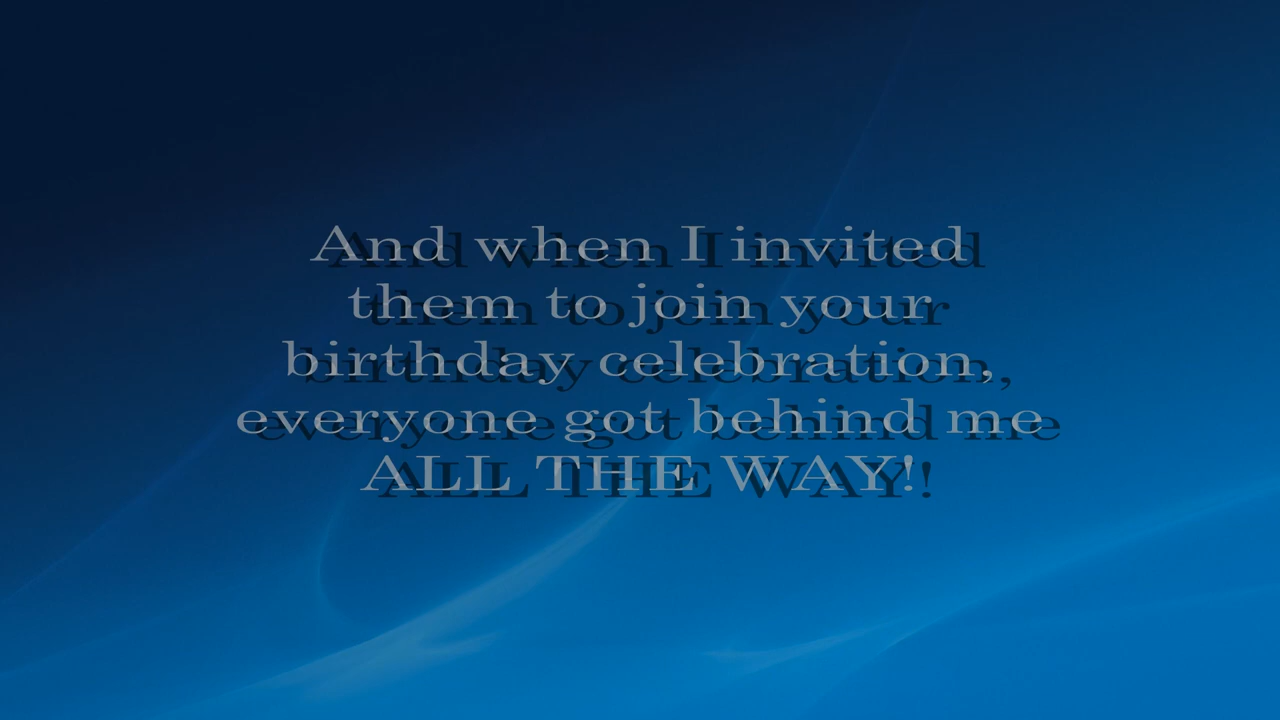 And when I invited
them to join your
birthday celebration,
everyone got behind me
ALL THE WAY!